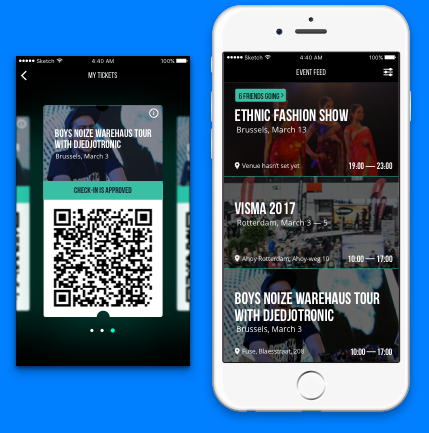 Sketch 4:40 AM 100%
MY TICKETS
BOYS NOIZE WAREHAUS TOUR
WITH DJEDJOTRONIC
Brussels, March 3
CHECK-IN IS APPROVED
Sketch 4:40 AM 100%
EVENT FEED
6 FRIENDS GOING >
ETHNIC FASHION SHOW
Brussels, March 13
Venue hasn't set yet 19:00 — 23:00
VISMA 2017
Rotterdam, March 3 — 5
Ahoy Rotterdam, Ahoy-weg 10 10:00 — 17:00
BOYS NOIZE WAREHAUS TOUR
WITH DJEDJOTRONIC
Brussels, March 3
Fuse, Blaesstraat, 208 10:00 — 17:00